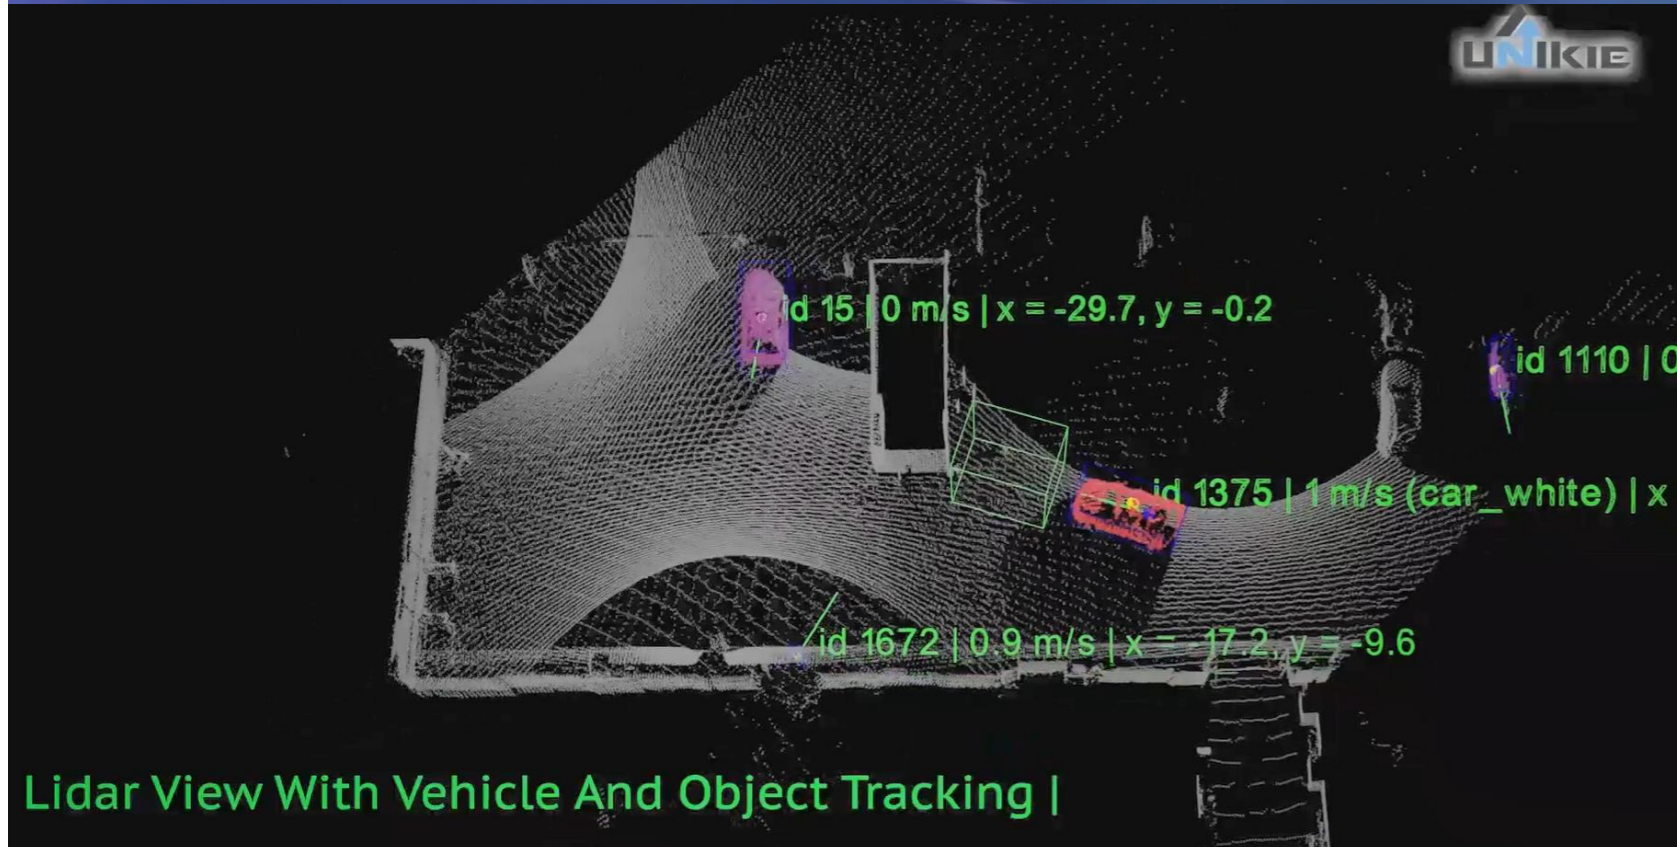 UNIKIE
id 15 | 0 m/s | x = -29.7, y = -0.2
id 1110 | 0
id 1375 | 1 m/s (car_white) | x
id 1672 | 0.9 m/s | x = -17.2, y = -9.6
Lidar View With Vehicle And Object Tracking |